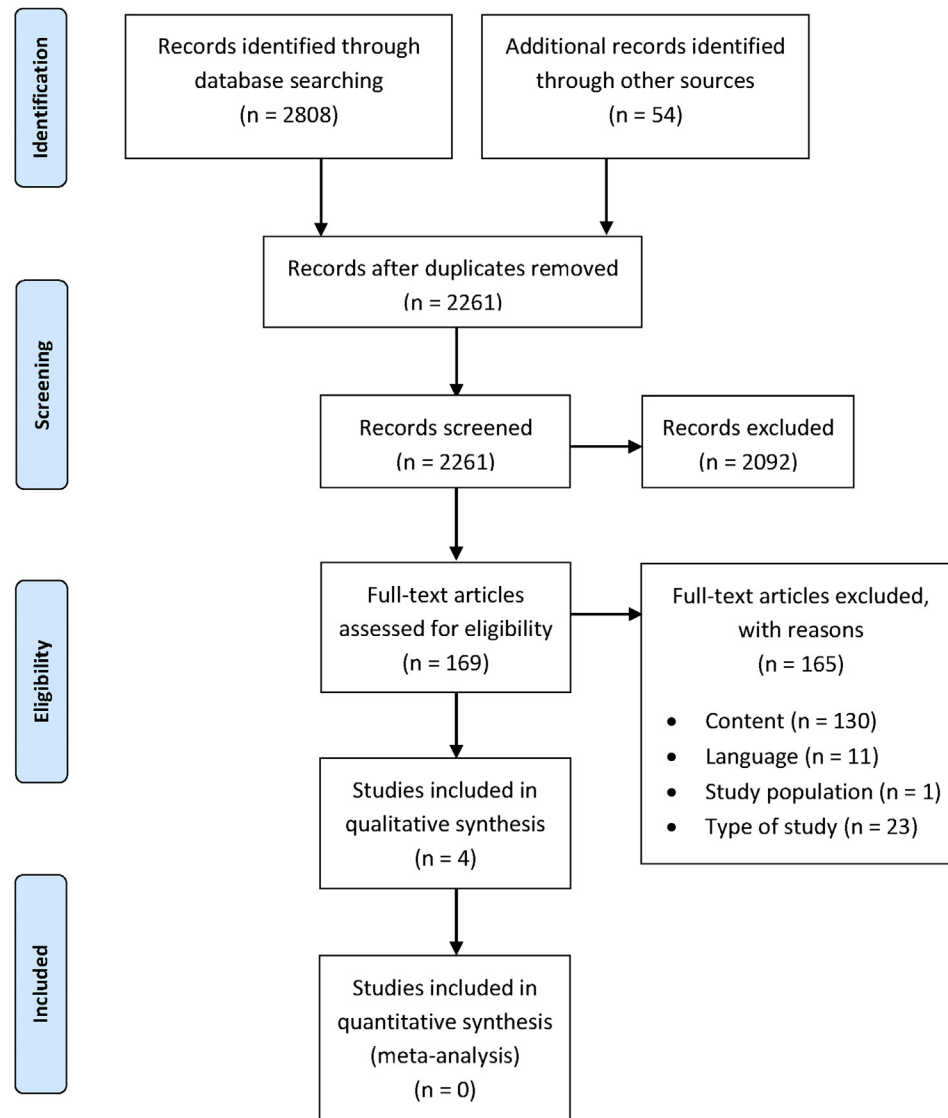 Identification
Records identified through
database searching
(n = 2808)
Additional records identified
through other sources
(n = 54)
Records after duplicates removed
(n = 2261)
Screening
Records screened
(n = 2261)
Records excluded
(n = 2092)
Eligibility
Full-text articles
assessed for eligibility
(n = 169)
Full-text articles excluded,
with reasons
(n = 165)
• Content (n = 130)
• Language (n = 11)
• Study population (n = 1)
• Type of study (n = 23)
Studies included in
qualitative synthesis
(n = 4)
Included
Studies included in
quantitative synthesis
(meta-analysis)
(n = 0)